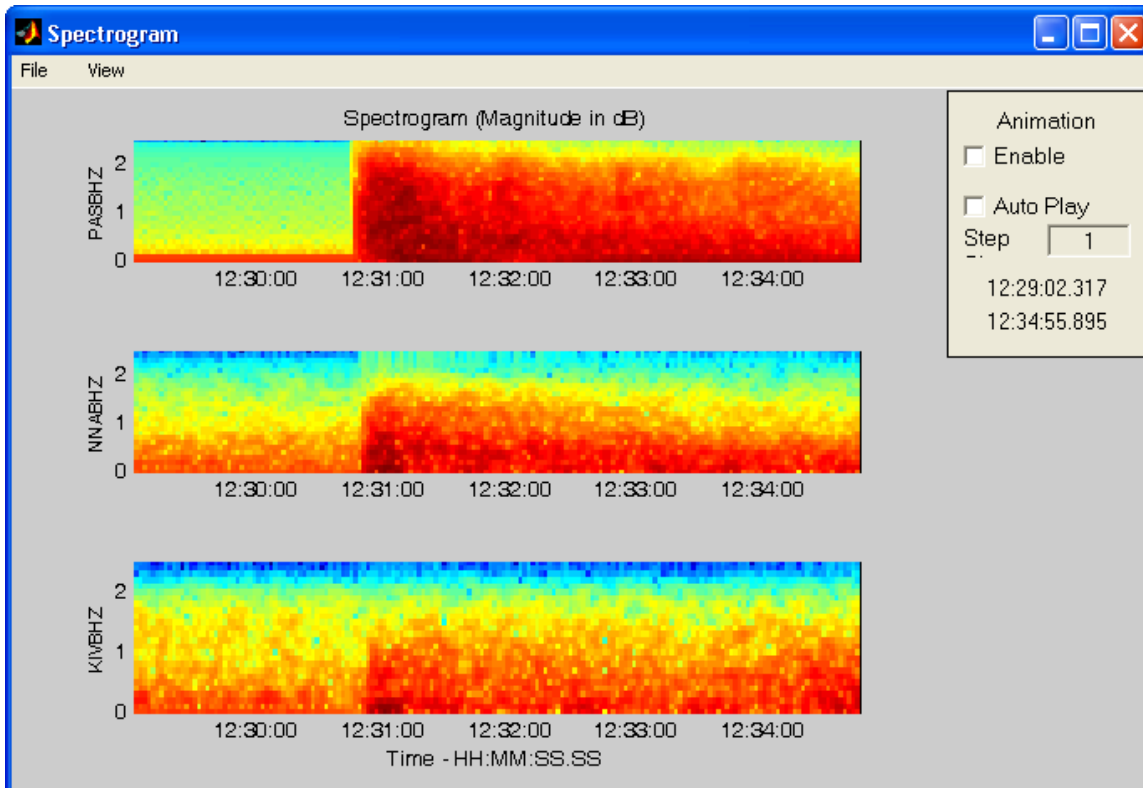 Spectrogram
File View
Spectrogram (Magnitude in dB)
PASBHZ
2
1
0
12:30:00 12:31:00 12:32:00 12:33:00 12:34:00
NNABHZ
2
1
0
12:30:00 12:31:00 12:32:00 12:33:00 12:34:00
KIVBHZ
2
1
0
12:30:00 12:31:00 12:32:00 12:33:00 12:34:00
Time - HH:MM:SS.SS
Animation
Enable
Auto Play
Step 1
12:29:02.317
12:34:55.895